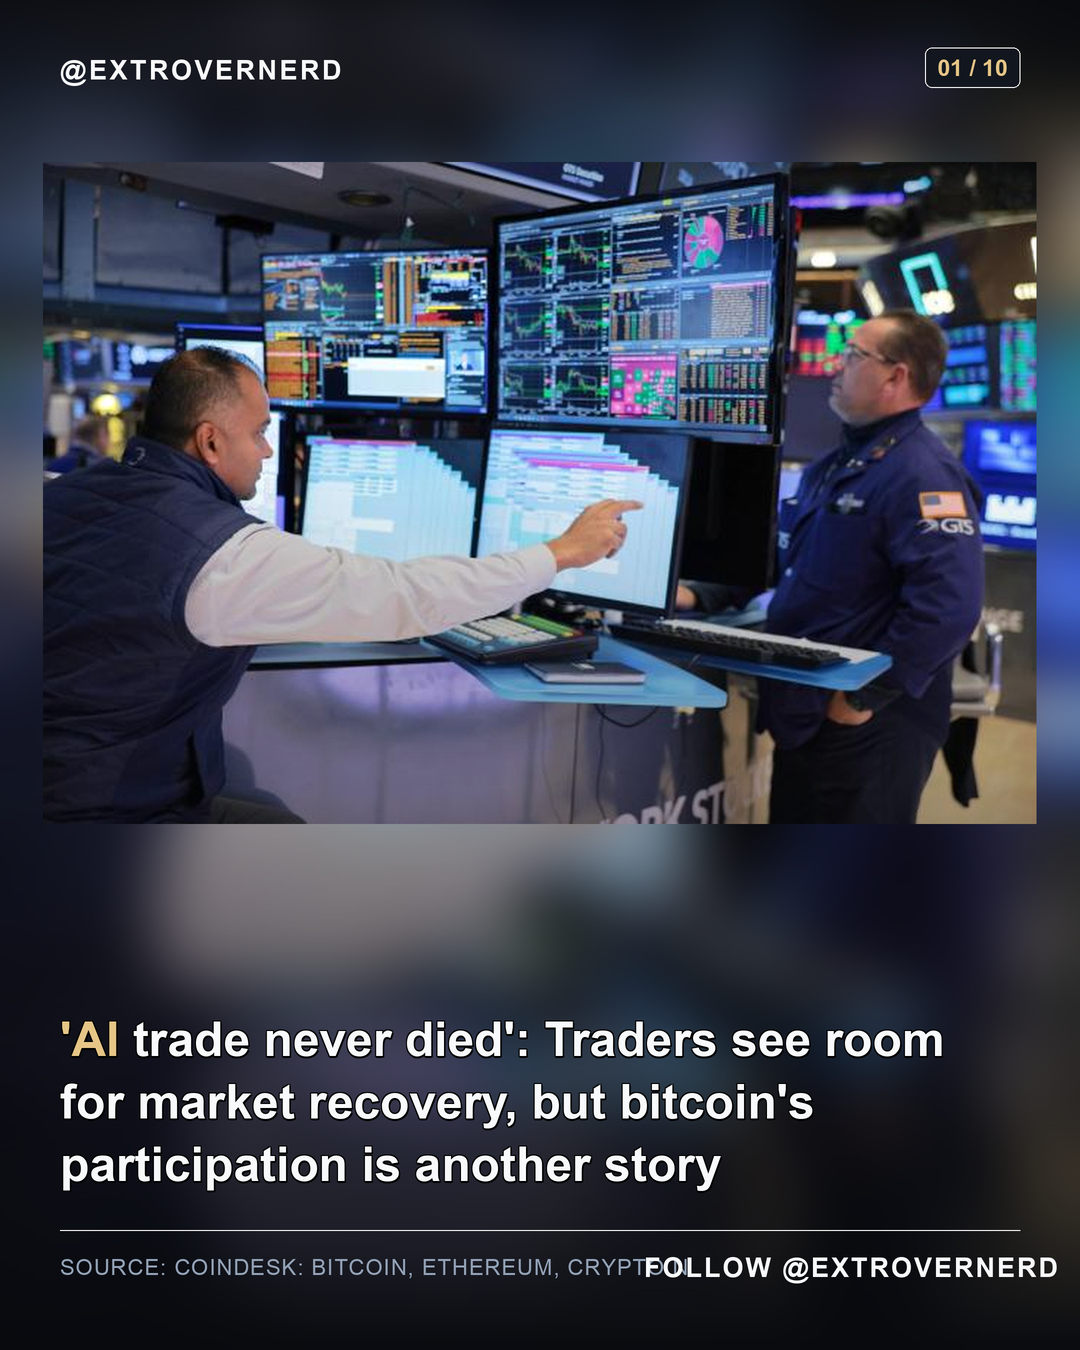 @EXTROVERNERD
01 / 10
GTS
'AI trade never died': Traders see room
for market recovery, but bitcoin's
participation is another story
SOURCE: COINDESK: BITCOIN, ETHEREUM,
FOLLOW @EXTROVERNERD